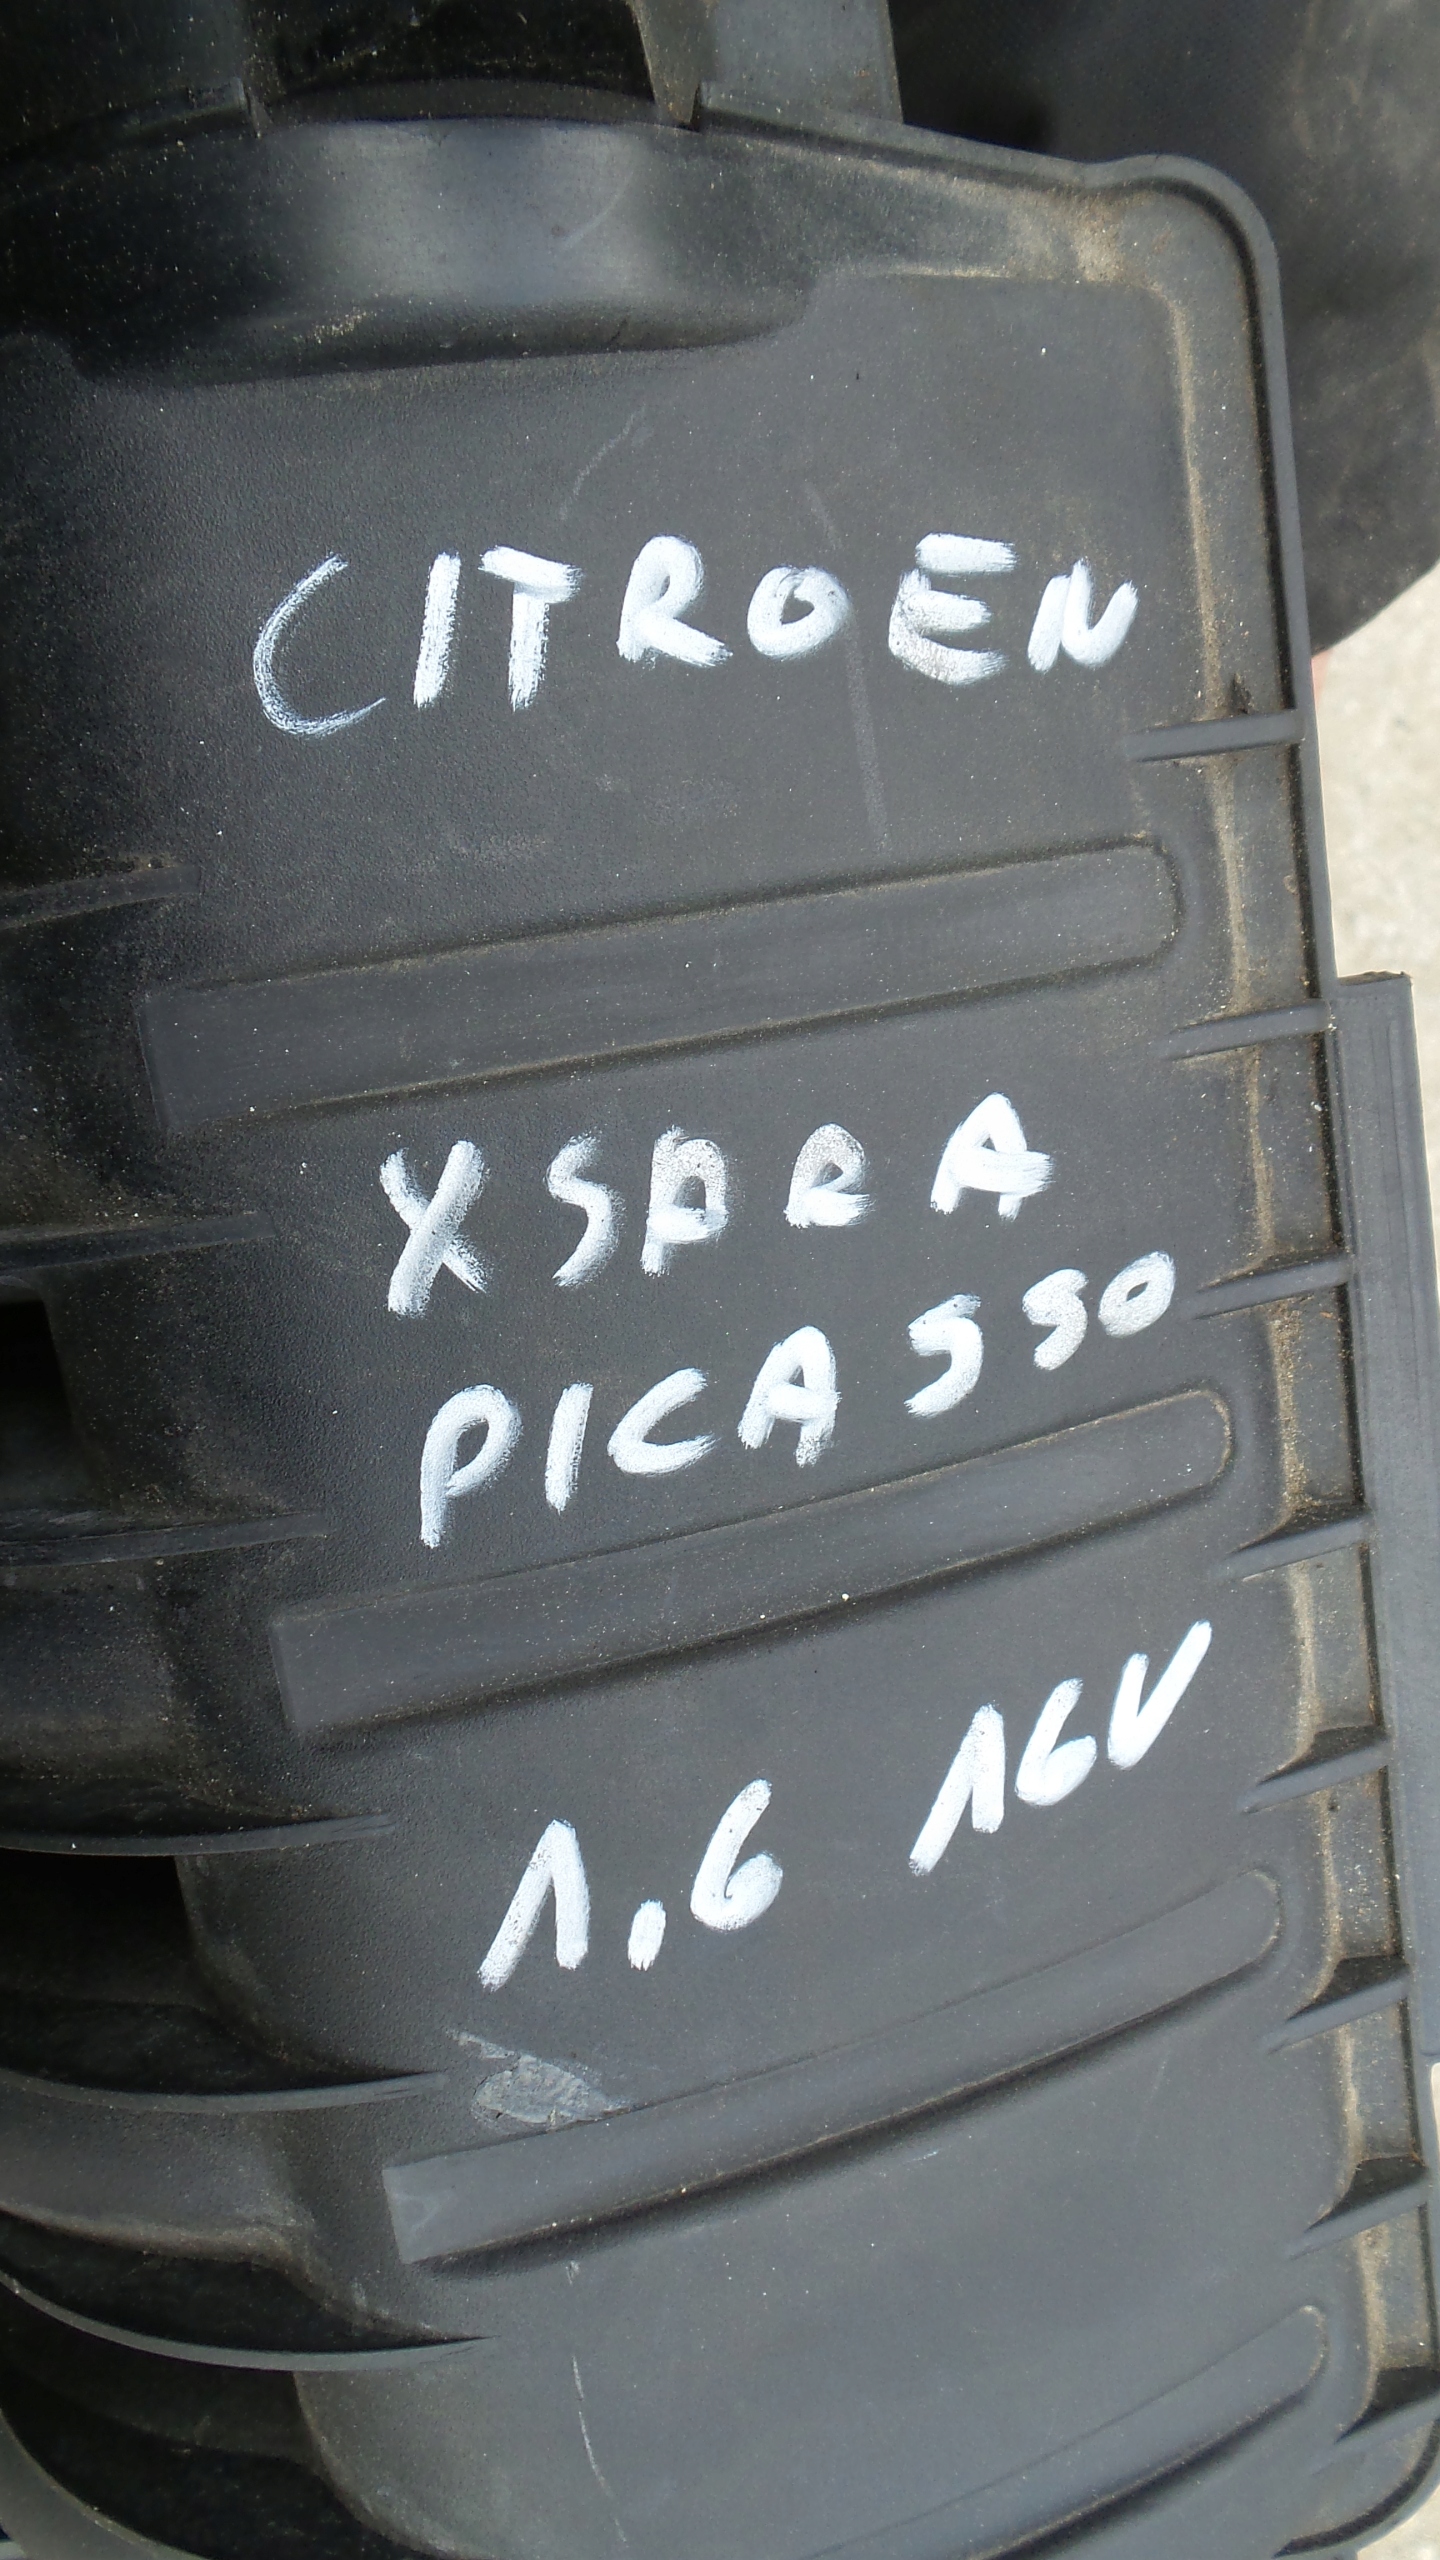 CITROEN
XSARA
PICASSO
1.6 16V